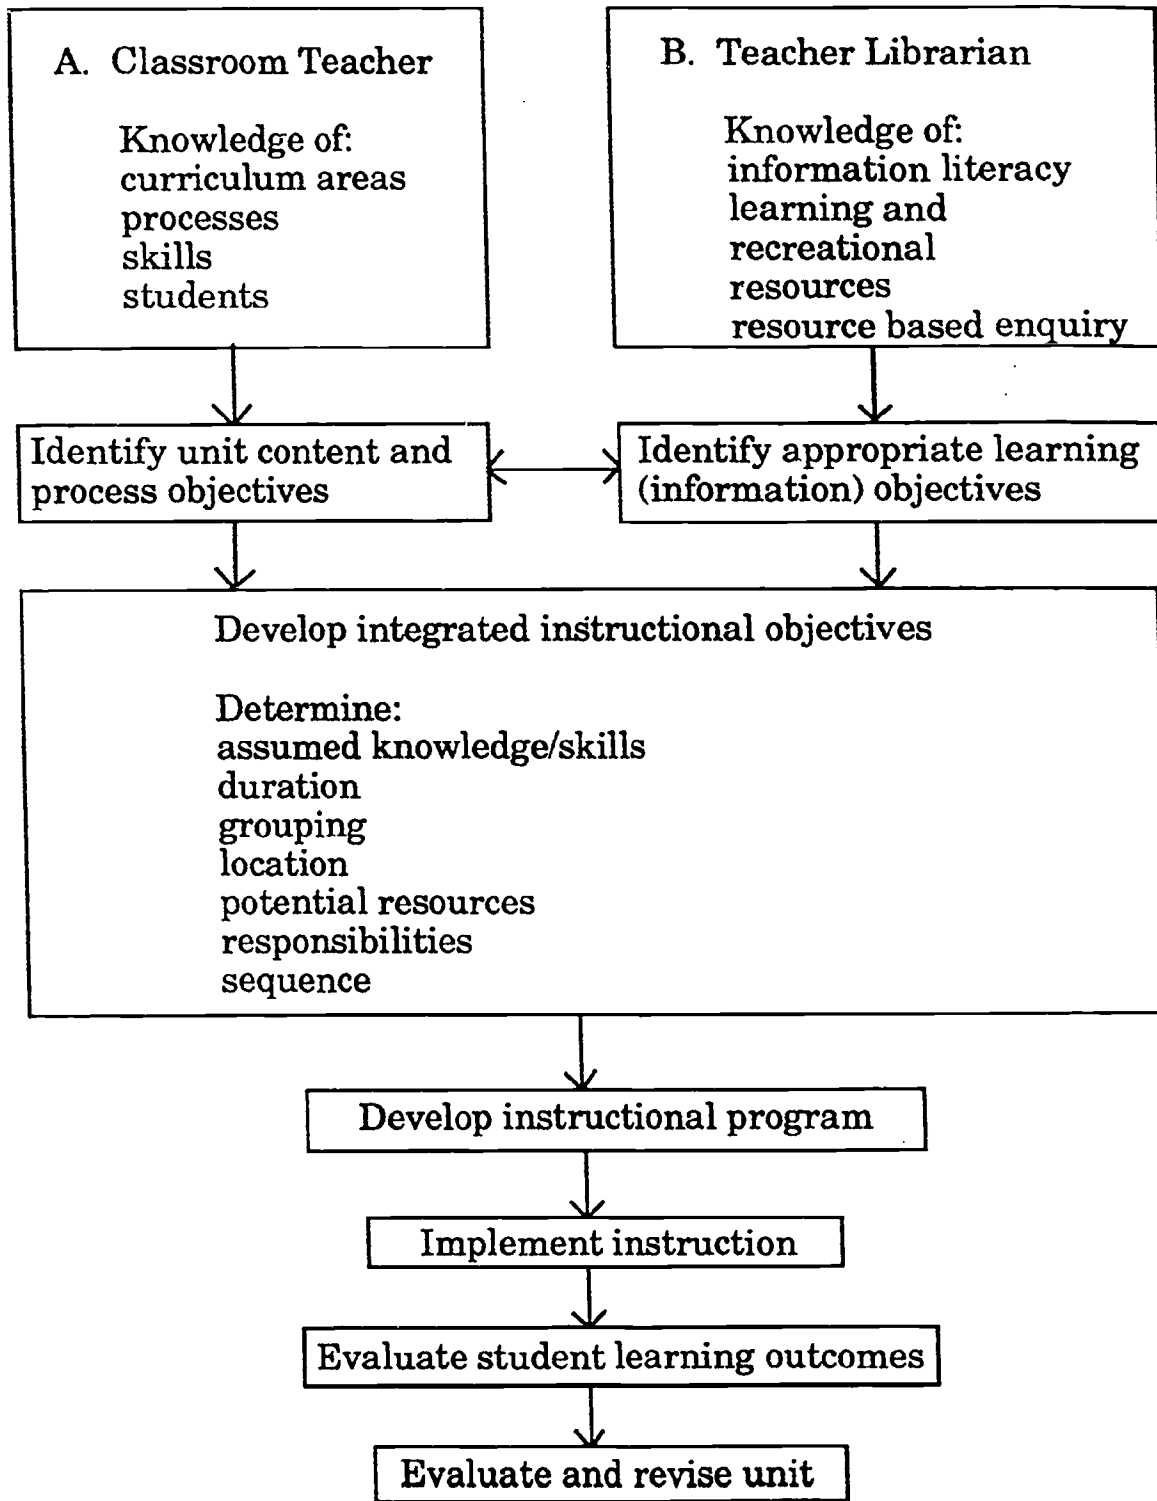 A. Classroom Teacher
Knowledge of:
curriculum areas
processes
skills
students
B. Teacher Librarian
Knowledge of:
information literacy
learning and
recreational
resources
resource based enquiry
Identify unit content and
process objectives
Identify appropriate learning
(information) objectives
Develop integrated instructional objectives
Determine:
assumed knowledge/skills
duration
grouping
location
potential resources
responsibilities
sequence
Develop instructional program
Implement instruction
Evaluate student learning outcomes
Evaluate and revise unit